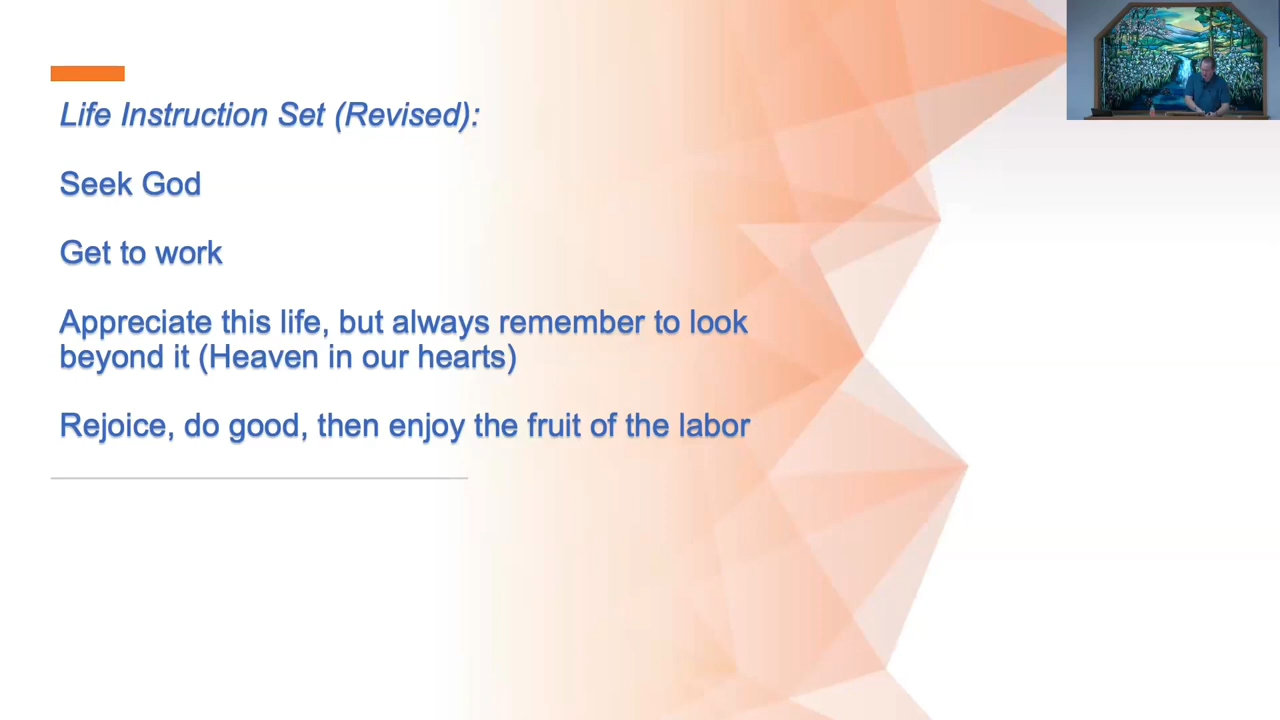 Life Instruction Set (Revised):
Seek God
Get to work
Appreciate this life, but always remember to look
beyond it (Heaven in our hearts)
Rejoice, do good, then enjoy the fruit of the labor